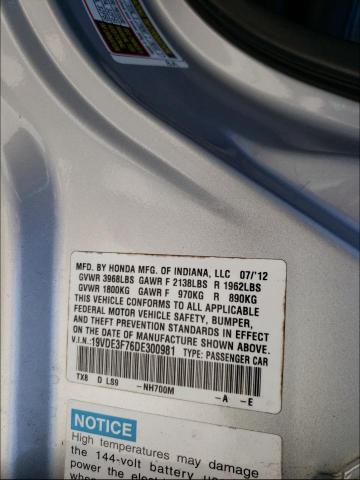 MFD. BY HONDA MFG. OF INDIANA, LLC 07/'12
GVWR 3968LBS GAWR F 2138LBS R 1962LBS
GVWR 1800KG GAWR F 970KG R 890KG
THIS VEHICLE CONFORMS TO ALL APPLICABLE
FEDERAL MOTOR VEHICLE SAFETY, BUMPER,
AND THEFT PREVENTION STANDARDS IN EFFECT
ON THE DATE OF MANUFACTURE SHOWN ABOVE.
V.I.N.:19VDE3F76DE300981 TYPE: PASSENGER CAR
TX8 D L89 -NH700M -A -E
NOTICE
High temperatures may damage
the 144-volt battery
power the